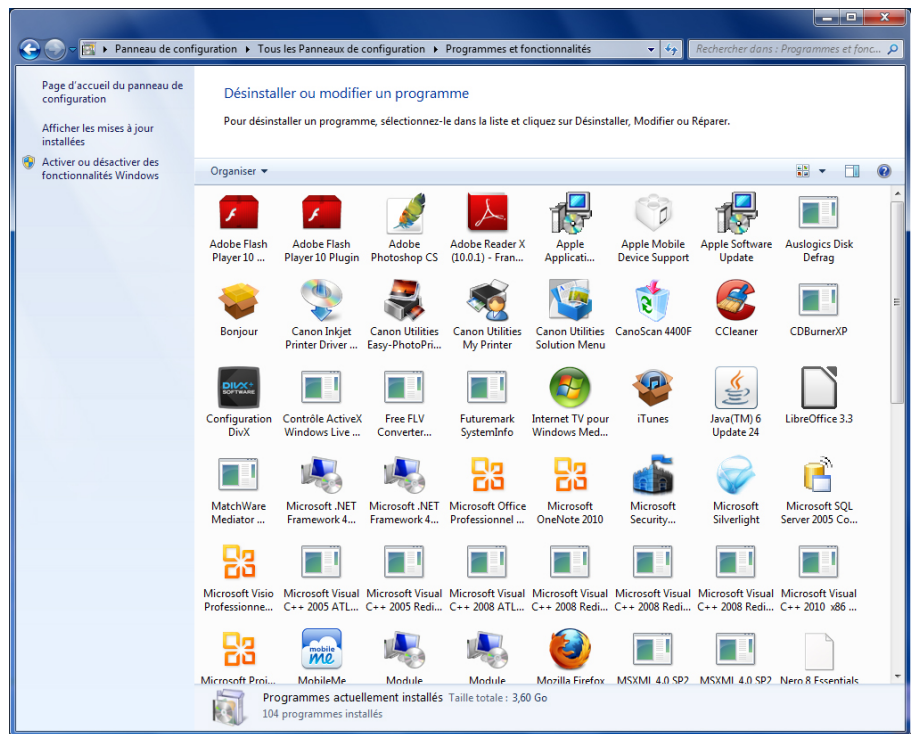 Panneau de configuration
Tous les Panneaux de configuration
Programmes et fonctionnalités
Rechercher dans : Programmes et fonc...
Page d'accueil du panneau de
configuration
Afficher les mises à jour
installées
Activer ou désactiver des
fonctionnalités Windows
Désinstaller ou modifier un programme
Pour désinstaller un programme, sélectionnez-le dans la liste et cliquez sur Désinstaller, Modifier ou Réparer.
Organiser
Adobe Flash
Player 10 ...
Adobe Flash
Player 10 Plugin
Adobe
Photoshop CS
Adobe Reader X
(10.0.1) - Fran...
Apple
Applicati...
Apple Mobile
Device Support
Apple Software
Update
Auslogics Disk
Defrag
Bonjour
Canon Inkjet
Printer Driver ...
Canon Utilities
Easy-PhotoPri...
Canon Utilities
My Printer
Canon Utilities
Solution Menu
CanoScan 4400F
CCleaner
CDBurnerXP
DIVX+
SOFTWARE
Configuration
DivX
Contrôle ActiveX
Windows Live ...
Free FLV
Converter...
Futuremark
SystemInfo
Internet TV pour
Windows Med...
iTunes
Java(TM) 6
Update 24
LibreOffice 3.3
MatchWare
Mediator ...
Microsoft .NET
Framework 4...
Microsoft .NET
Framework 4...
Microsoft Office
Professionnel ...
Microsoft
OneNote 2010
Microsoft
Security...
Microsoft
Silverlight
Microsoft SQL
Server 2005 Co...
Microsoft Visio
Professionne...
Microsoft Visual
C++ 2005 ATL...
Microsoft Visual
C++ 2005 Redi...
Microsoft Visual
C++ 2008 ATL...
Microsoft Visual
C++ 2008 Redi...
Microsoft Visual
C++ 2008 Redi...
Microsoft Visual
C++ 2008 Redi...
Microsoft Visual
C++ 2010 x86 ...
Microsoft Proj...
mobile
me
MobileMe
Module
Module
Mozilla Firefox
MSXML 4.0 SP2
MSXML 4.0 SP2
Nero 8 Essentials
Programmes actuellement installés Taille totale : 3,60 Go
104 programmes installés